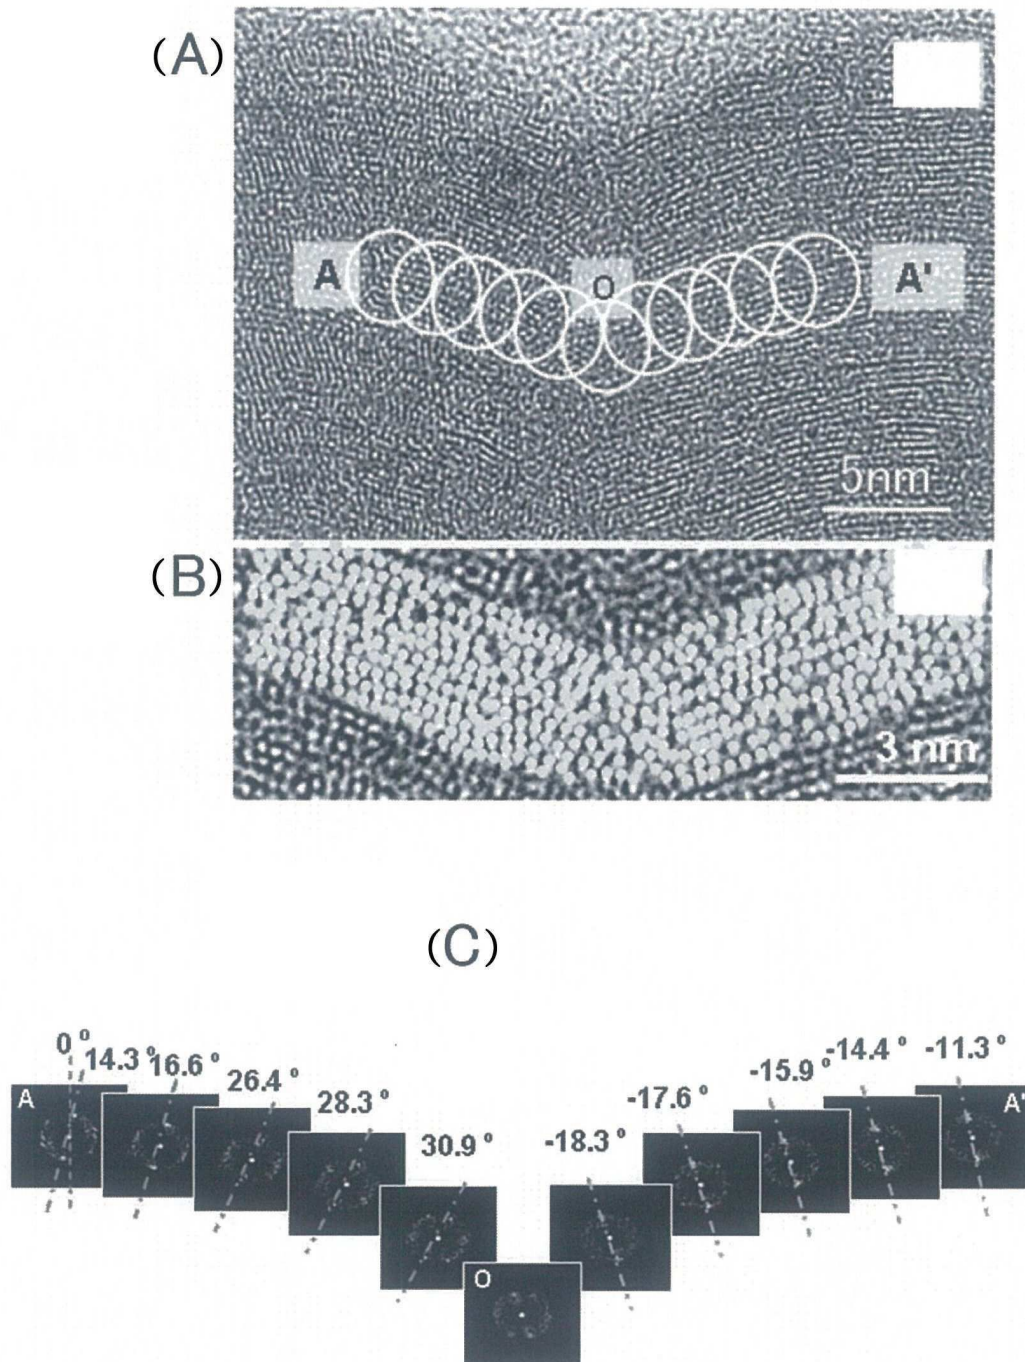 (A)
A
O
A'
5nm
(B)
3 nm
(C)
0 °
14.3 °
16.6 °
26.4 °
28.3 °
30.9 °
-18.3 °
-17.6 °
-15.9 °
-14.4 °
-11.3 °
A
A'
O